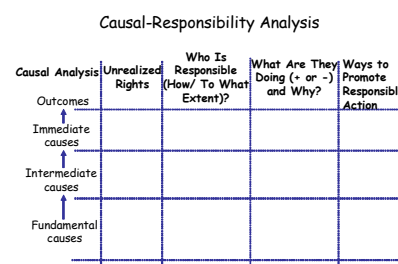 Causal-Responsibility Analysis
Causal Analysis
Unrealized
Rights
Who Is
Responsible
(How/ To What
Extent)?
What Are They
Doing (+ or -)
and Why?
Ways to
Promote
Responsibl
Action
Outcomes
Immediate
causes
Intermediate
causes
Fundamental
causes